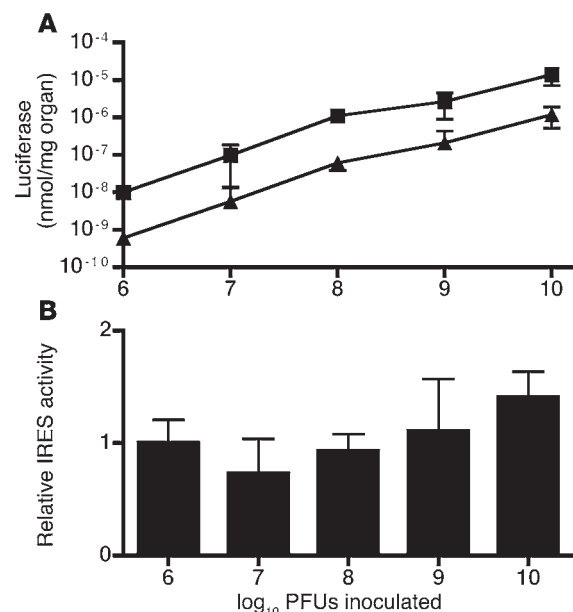 A
Luciferase
(nmol/mg organ)
10⁻⁴
10⁻⁵
10⁻⁶
10⁻⁷
10⁻⁸
10⁻⁹
10⁻¹⁰
6 7 8 9 10
B
Relative IRES activity
2
1
0
6 7 8 9 10
log₁₀ PFUs inoculated